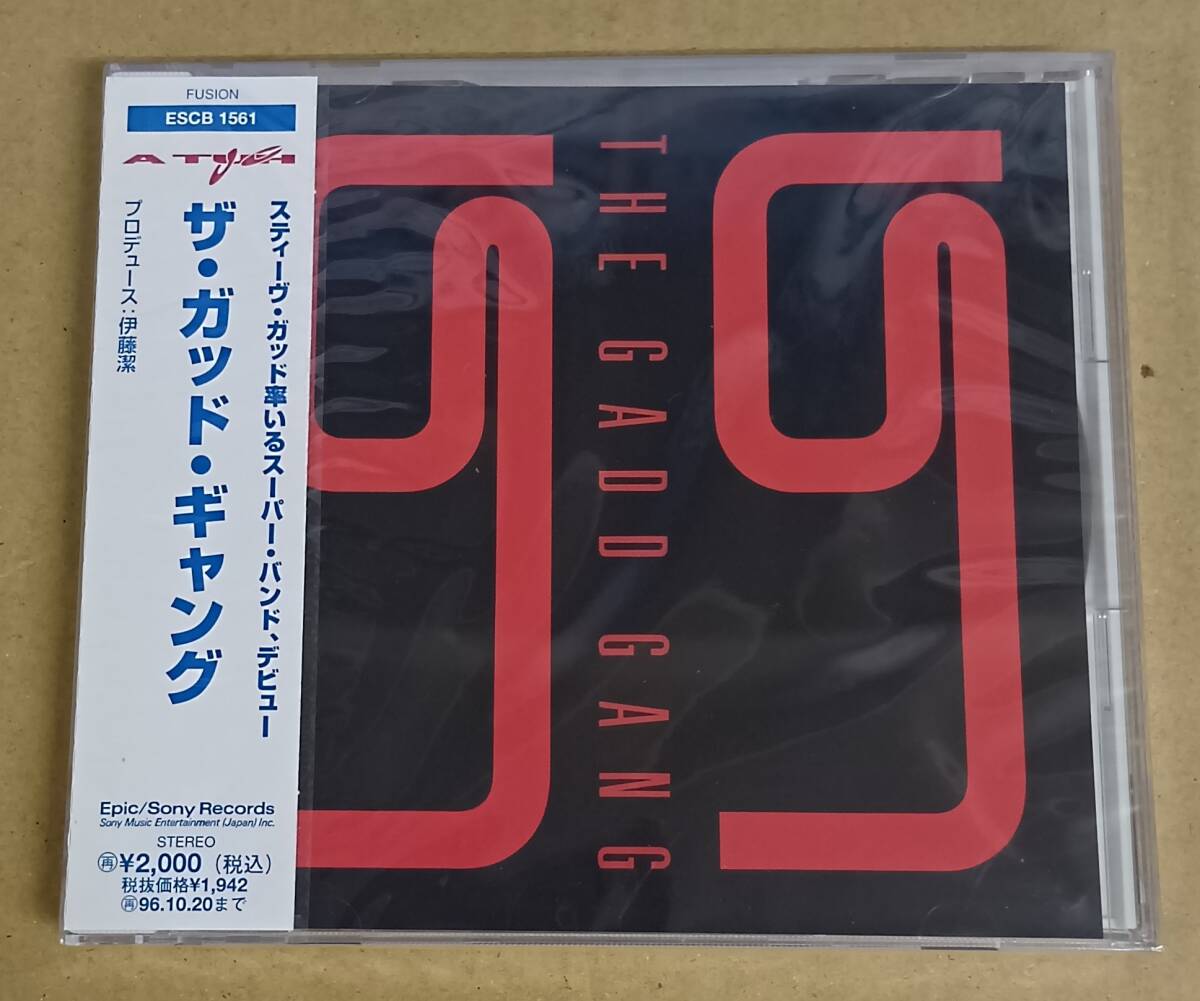 FUSION
ESCB 1561
スティーヴ・ガッド率いるスーパー・バンド、デビュー
ザ・ガッド・ギャング
プロデュース：伊藤潔
Epic/Sony Records
Sony Music Entertainment (Japan) Inc.
STEREO
再¥2,000（税込）
税抜価格¥1,942
再96.10.20まで
THE GADD GANG